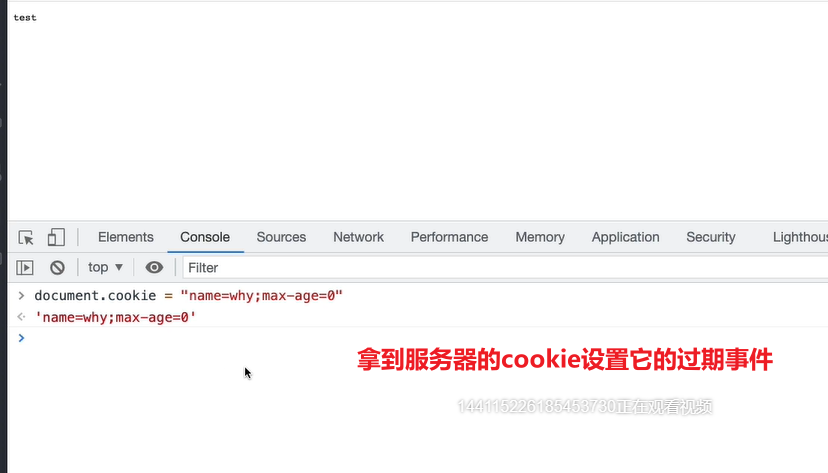 test
Elements Console Sources Network Performance Memory Application Security Lighthous
top ▼ Filter
> document.cookie = "name=why;max-age=0"
<· 'name=why;max-age=0'
>
拿到服务器的cookie设置它的过期事件
144115226185453730正在观看视频